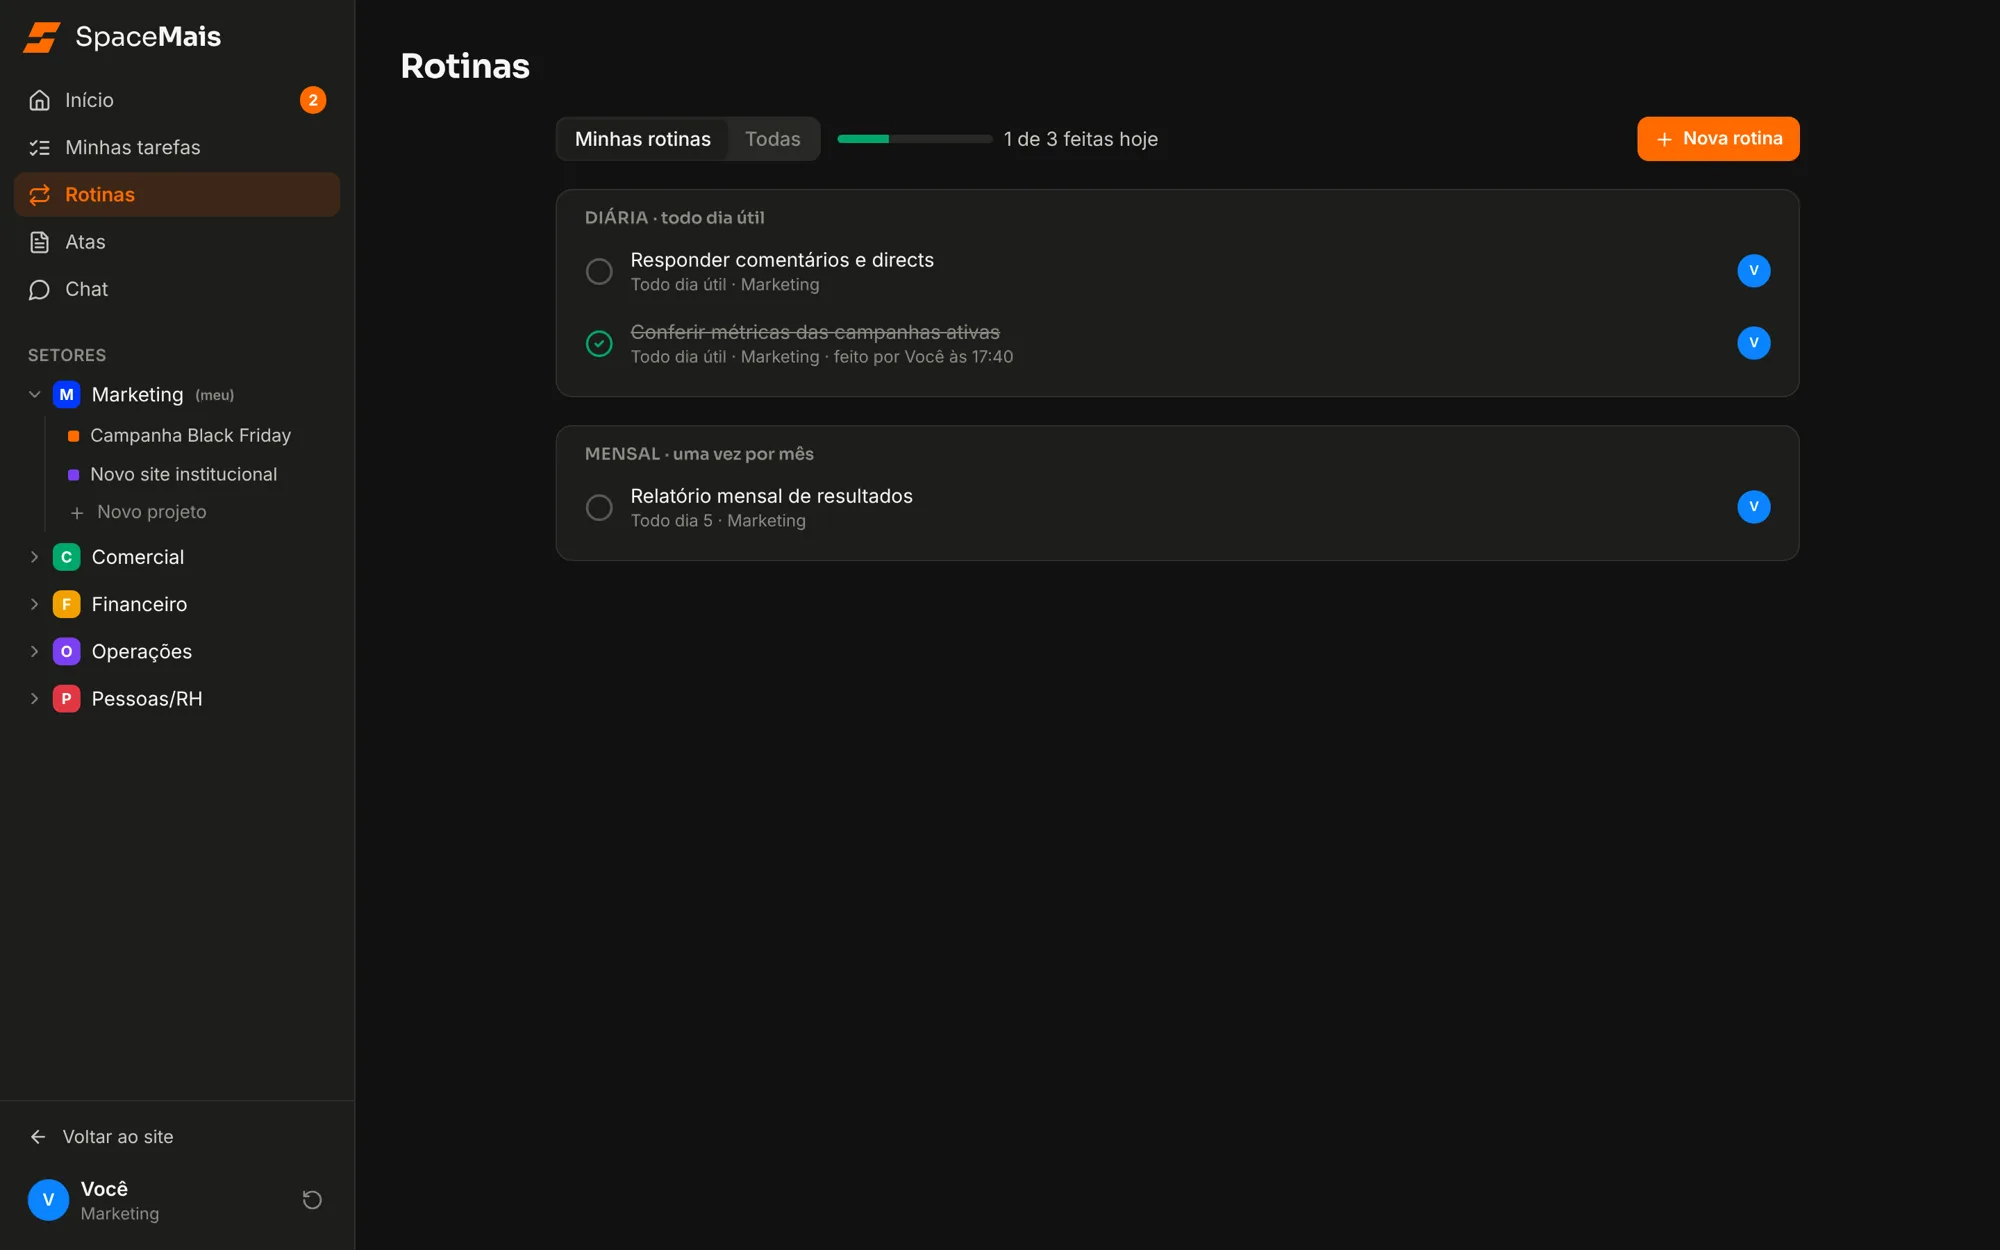 SpaceMais
Início
2
Minhas tarefas
Rotinas
Atas
Chat
SETORES
M Marketing (meu)
Campanha Black Friday
Novo site institucional
+ Novo projeto
C Comercial
F Financeiro
O Operações
P Pessoas/RH
Voltar ao site
V
Você
Marketing
Rotinas
Minhas rotinas
Todas
1 de 3 feitas hoje
+ Nova rotina
DIÁRIA · todo dia útil
Responder comentários e directs
Todo dia útil · Marketing
V
Conferir métricas das campanhas ativas
Todo dia útil · Marketing · feito por Você às 17:40
V
MENSAL · uma vez por mês
Relatório mensal de resultados
Todo dia 5 · Marketing
V